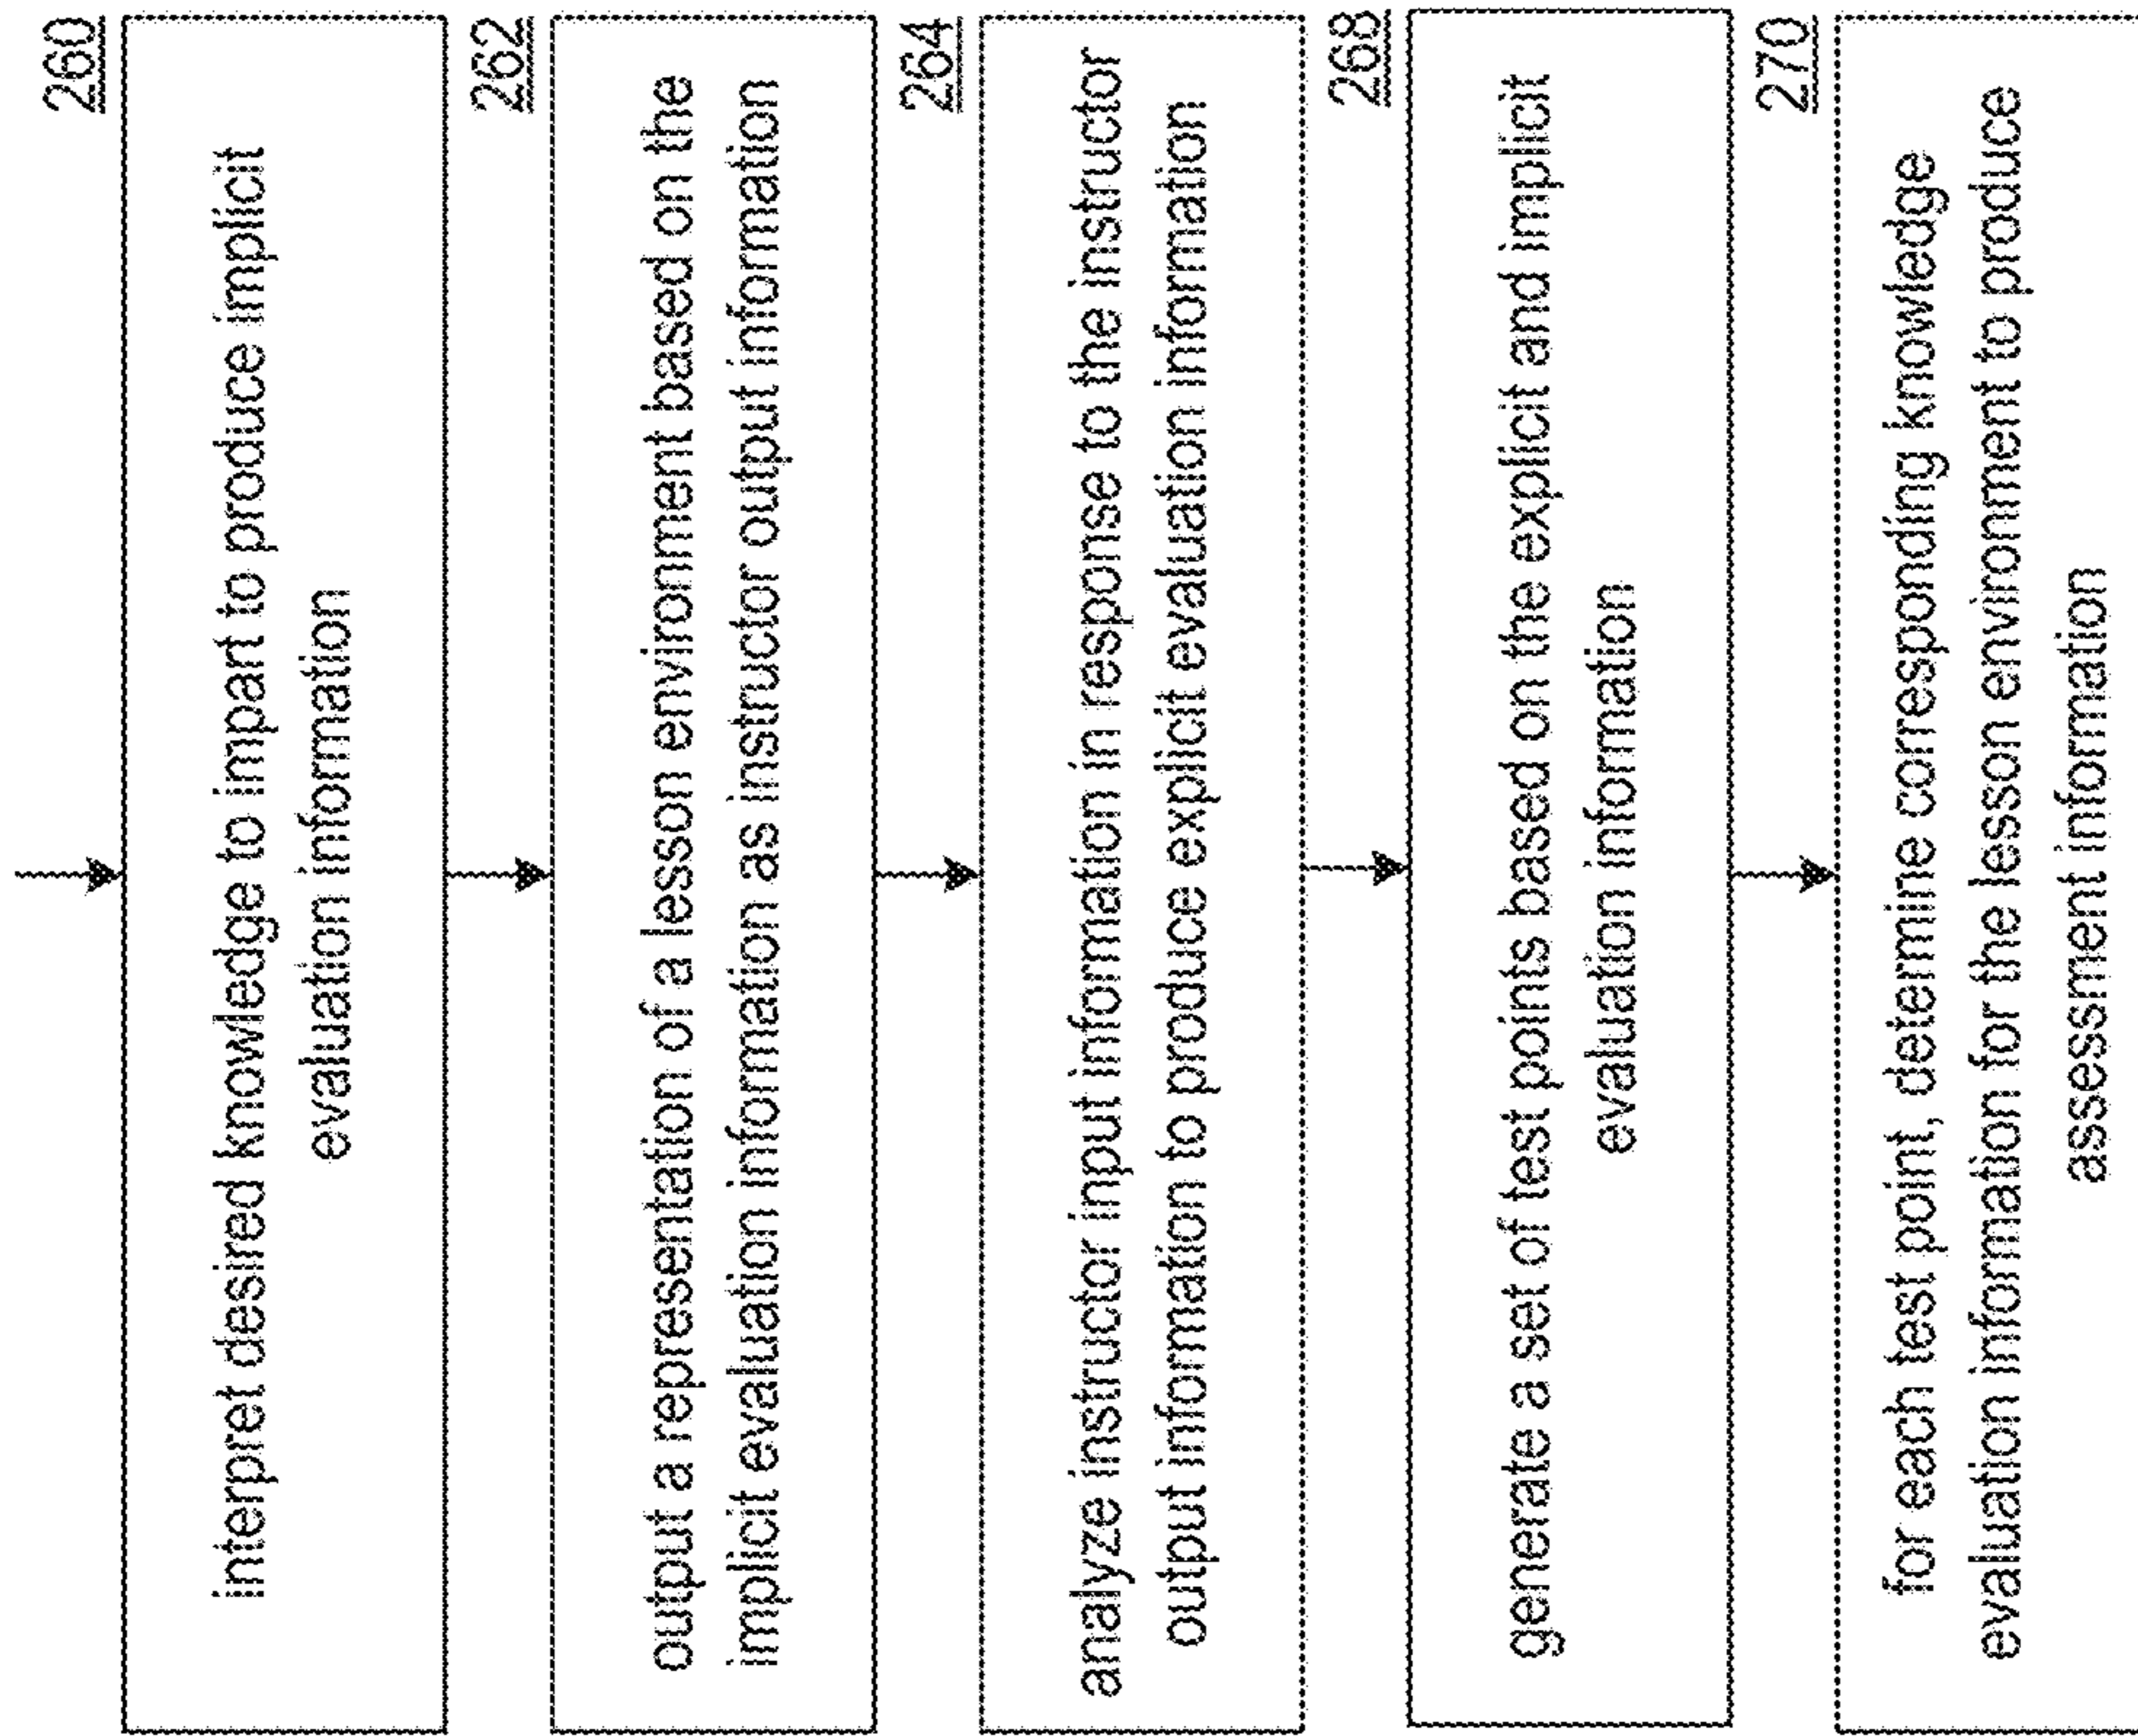 260
interpret desired knowledge to impart to produce implicit
evaluation information
262
output a representation of a lesson environment based on the
implicit evaluation information as instructor output information
264
analyze instructor input information in response to the instructor
output information to produce explicit evaluation information
268
generate a set of test points based on the explicit and implicit
evaluation information
270
for each test point, determine corresponding knowledge
evaluation information for the lesson environment to produce
assessment information